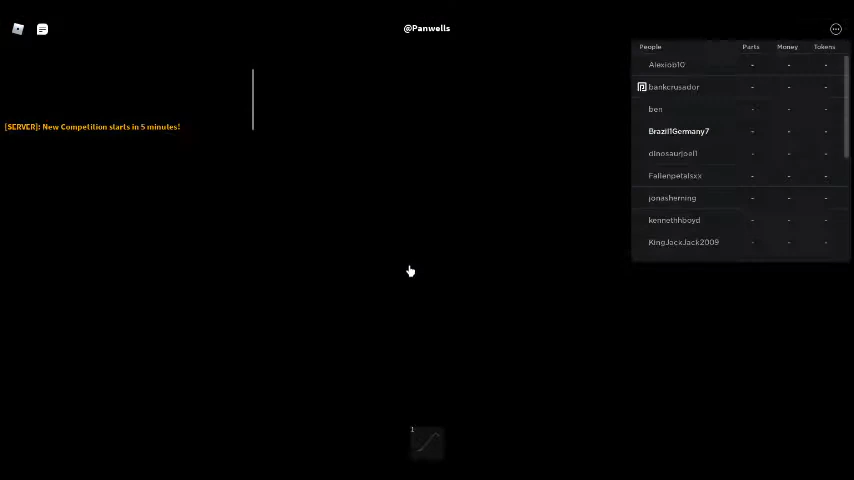 @Panwells
People Parts Money Tokens
Alexiob10 - - -
bankcrusador - - -
[SERVER]: New Competition starts in 5 minutes!
ben - - -
Brazil1Germany7 - - -
dinosaurjoel1 - - -
Fallenpetalsxx - - -
jonasherning - - -
kennethhboyd - - -
KingJackJack2009 - - -
1